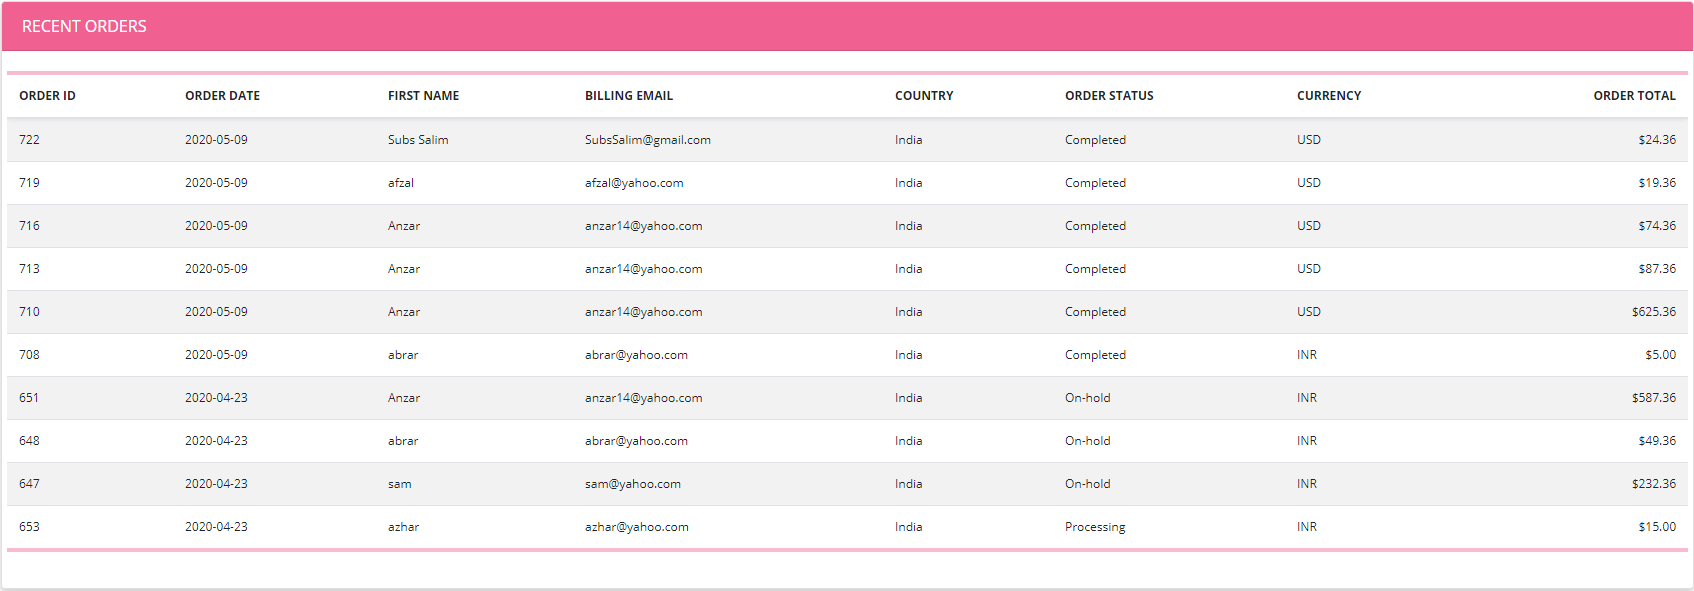 RECENT ORDERS
ORDER ID ORDER DATE FIRST NAME BILLING EMAIL COUNTRY ORDER STATUS CURRENCY ORDER TOTAL
722 2020-05-09 Subs Salim SubsSalim@gmail.com India Completed USD $24.36
719 2020-05-09 afzal afzal@yahoo.com India Completed USD $19.36
716 2020-05-09 Anzar anzar14@yahoo.com India Completed USD $74.36
713 2020-05-09 Anzar anzar14@yahoo.com India Completed USD $87.36
710 2020-05-09 Anzar anzar14@yahoo.com India Completed USD $625.36
708 2020-05-09 abrar abrar@yahoo.com India Completed INR $5.00
651 2020-04-23 Anzar anzar14@yahoo.com India On-hold INR $587.36
648 2020-04-23 abrar abrar@yahoo.com India On-hold INR $49.36
647 2020-04-23 sam sam@yahoo.com India On-hold INR $232.36
653 2020-04-23 azhar azhar@yahoo.com India Processing INR $15.00